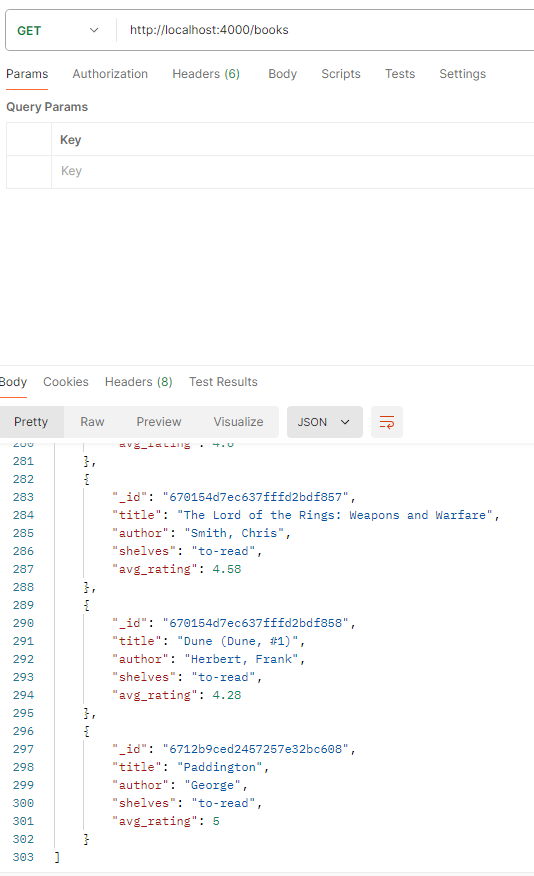 GET http://localhost:4000/books
Params Authorization Headers (6) Body Scripts Tests Settings
Query Params
Key
Key
Body Cookies Headers (8) Test Results
Pretty Raw Preview Visualize JSON
280 "avg_rating":
281 },
282 {
283 "_id": "670154d7ec637fffd2bdf857",
284 "title": "The Lord of the Rings: Weapons and Warfare",
285 "author": "Smith, Chris",
286 "shelves": "to-read",
287 "avg_rating": 4.58
288 },
289 {
290 "_id": "670154d7ec637fffd2bdf858",
291 "title": "Dune (Dune, #1)",
292 "author": "Herbert, Frank",
293 "shelves": "to-read",
294 "avg_rating": 4.28
295 },
296 {
297 "_id": "6712b9ced2457257e32bc608",
298 "title": "Paddington",
299 "author": "George",
300 "shelves": "to-read",
301 "avg_rating": 5
302 }
303 ]